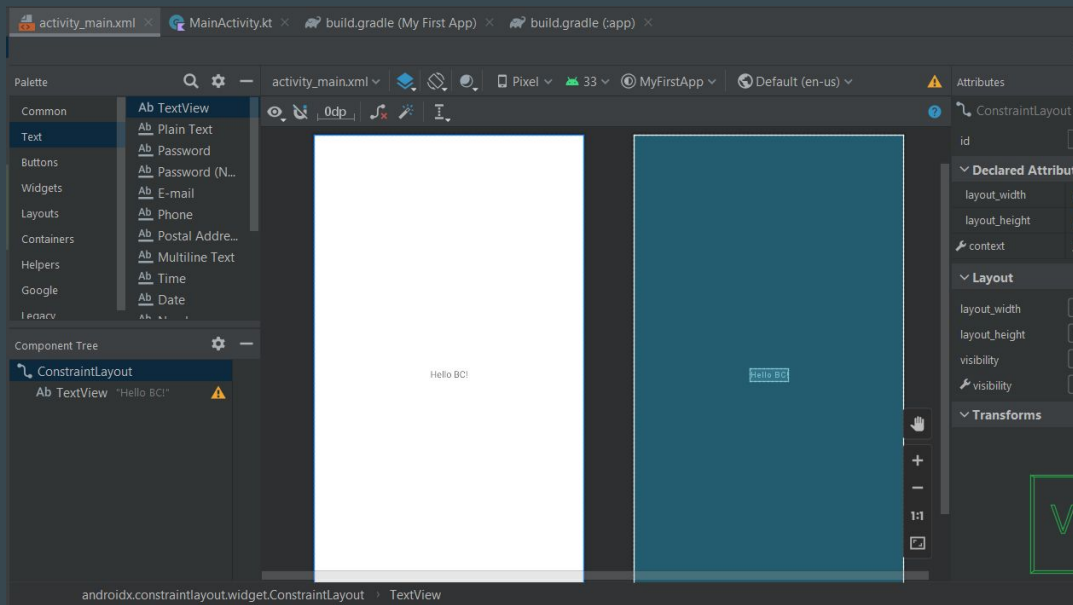 activity_main.xml MainActivity.kt build.gradle (My First App) build.gradle (:app)
Palette
Common
Text
Buttons
Widgets
Layouts
Containers
Helpers
Google
Legacy
Ab TextView
Ab Plain Text
Ab Password
Ab Password (N...
Ab E-mail
Ab Phone
Ab Postal Addre...
Ab Multiline Text
Ab Time
Ab Date
Component Tree
ConstraintLayout
Ab TextView "Hello BC!"
activity_main.xml Pixel 33 MyFirstApp Default (en-us)
0dp
Hello BC!
Hello BC!
1:1
Attributes
ConstraintLayout
id
Declared Attribut
layout_width
layout_height
context
Layout
layout_width
layout_height
visibility
visibility
Transforms
androidx.constraintlayout.widget.ConstraintLayout TextView